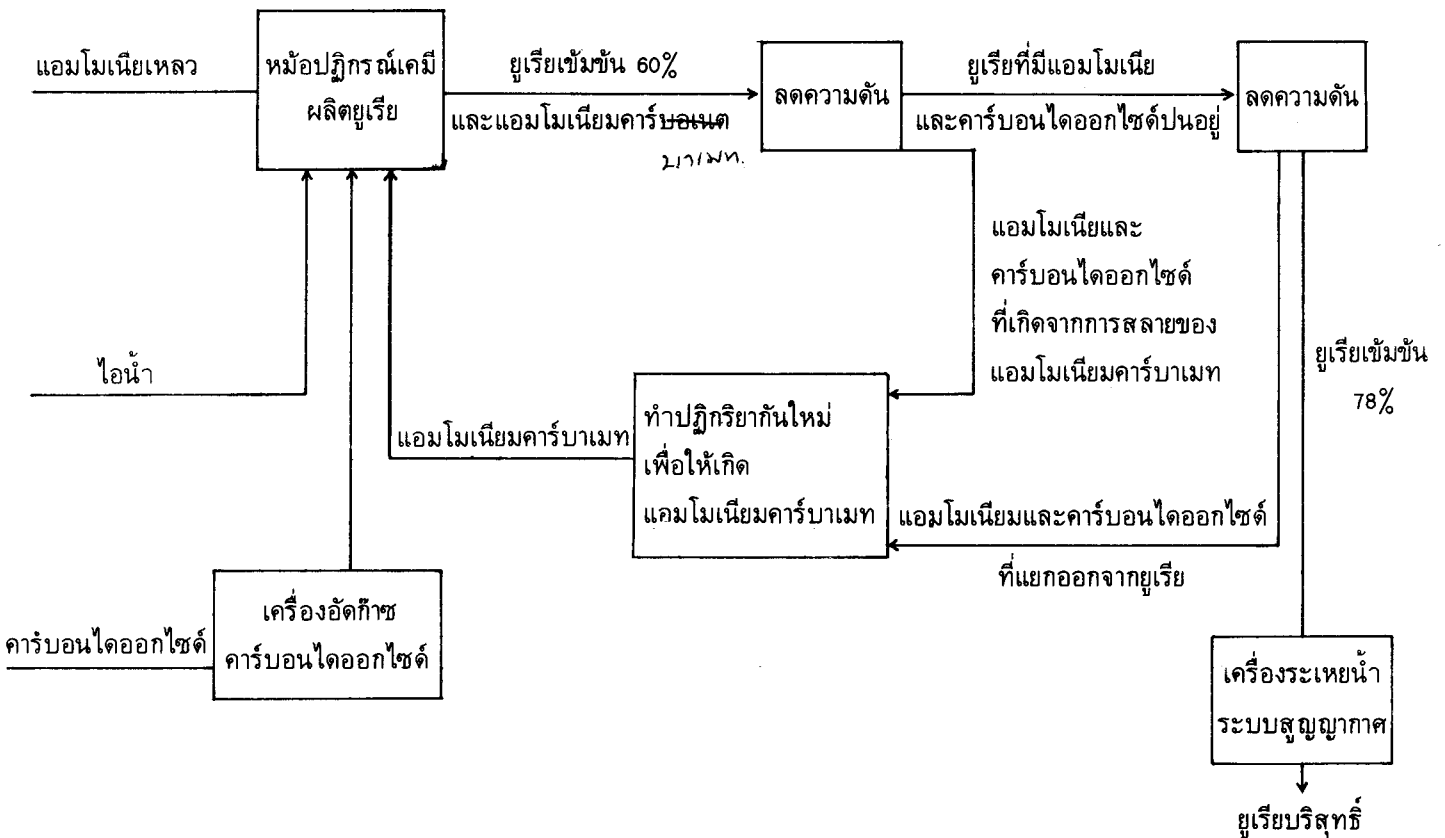 แอมโมเนียเหลว
หม้อปฏิกรณ์เคมี
ผลิตยูเรีย
ยูเรียเข้มข้น 60%
และแอมโมเนียมคาร์บอเนต
บาเมท.
ลดความดัน
ยูเรียที่มีแอมโมเนีย
และคาร์บอนไดออกไซด์ปนอยู่
ลดความดัน
แอมโมเนียและ
คาร์บอนไดออกไซด์
ที่เกิดจากการสลายของ
แอมโมเนียมคาร์บาเมท
ยูเรียเข้มข้น
78%
ไอน้ำ
แอมโมเนียมคาร์บาเมท
ทำปฏิกริยากันใหม่
เพื่อให้เกิด
แอมโมเนียมคาร์บาเมท
แอมโมเนียมและคาร์บอนไดออกไซด์
ที่แยกออกจากยูเรีย
คาร์บอนไดออกไซด์
เครื่องอัดก๊าซ
คาร์บอนไดออกไซด์
เครื่องระเหยน้ำ
ระบบสูญญากาศ
ยูเรียบริสุทธิ์